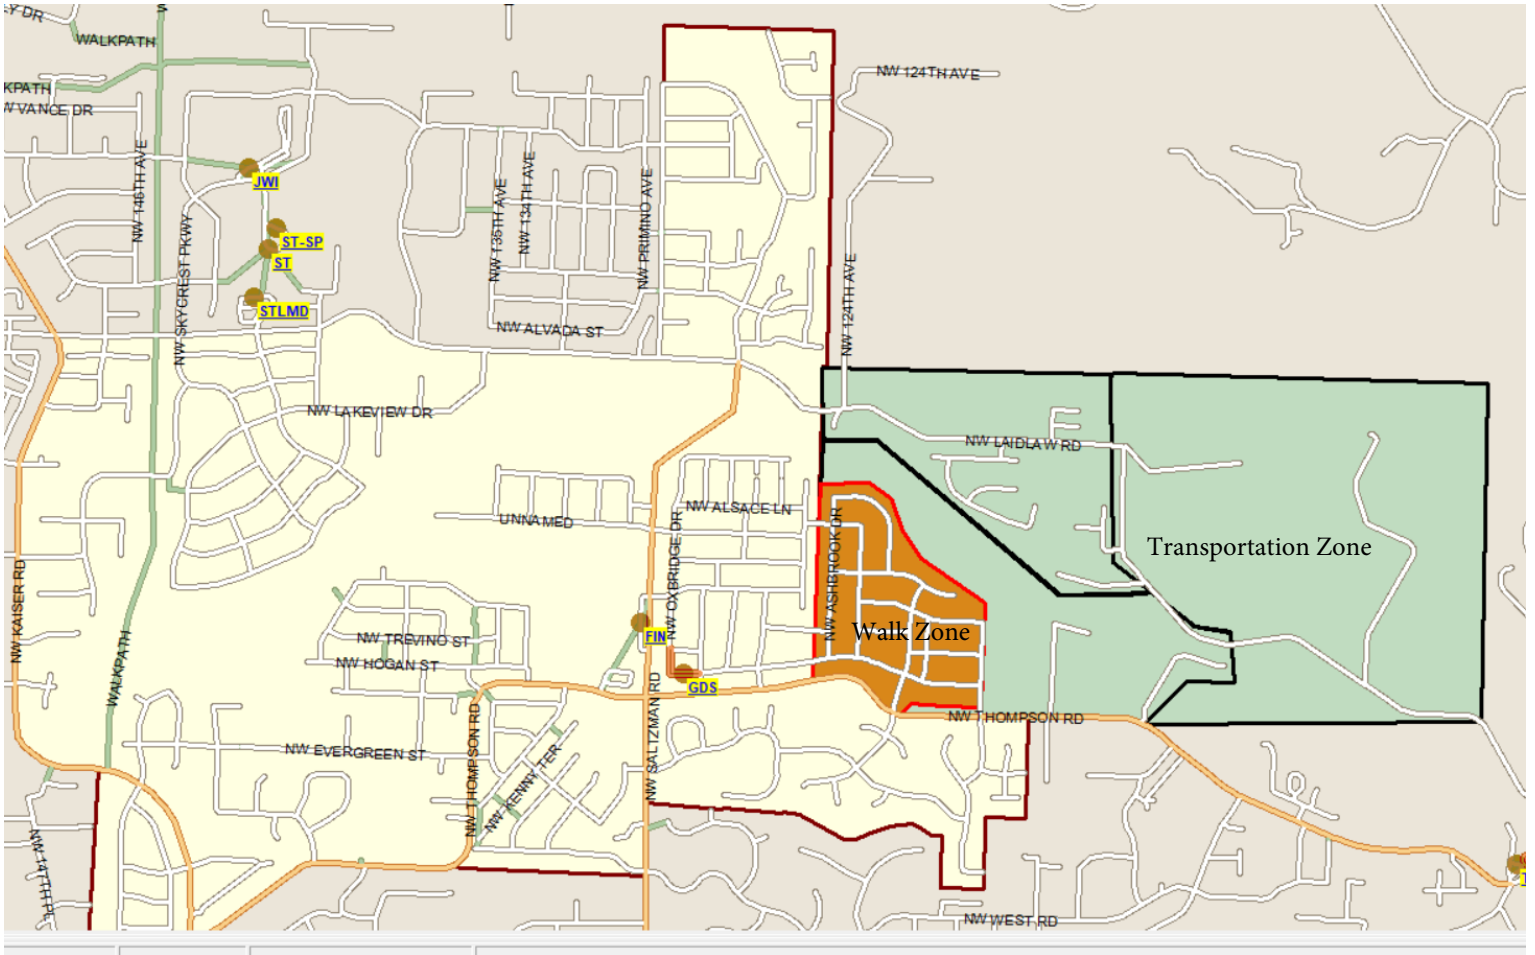 WALKPATH
NW 124TH AVE
KPATH
W VANCE DR
NW 146TH AVE
JWI
NW 135TH AVE
NW 134TH AVE
NW PRIMINO AVE
NW SKYCREST PKWY
ST-SP
ST
NW 124TH AVE
STLMD
NW ALVADA ST
NW LAKEVIEW DR
NW LAIDLAW RD
NW ALSACE LN
UNNAMED
NW OXBRIDGE DR
NW ASHBROOK DR
Transportation Zone
NW KAISER RD
WALKPATH
NW TREVINO ST
FIN
Walk Zone
NW HOGAN ST
GDS
NW SALTZMAN RD
NW THOMPSON RD
NW THOMPSON RD
NW EVERGREEN ST
NW KENNY TER
NW WEST RD